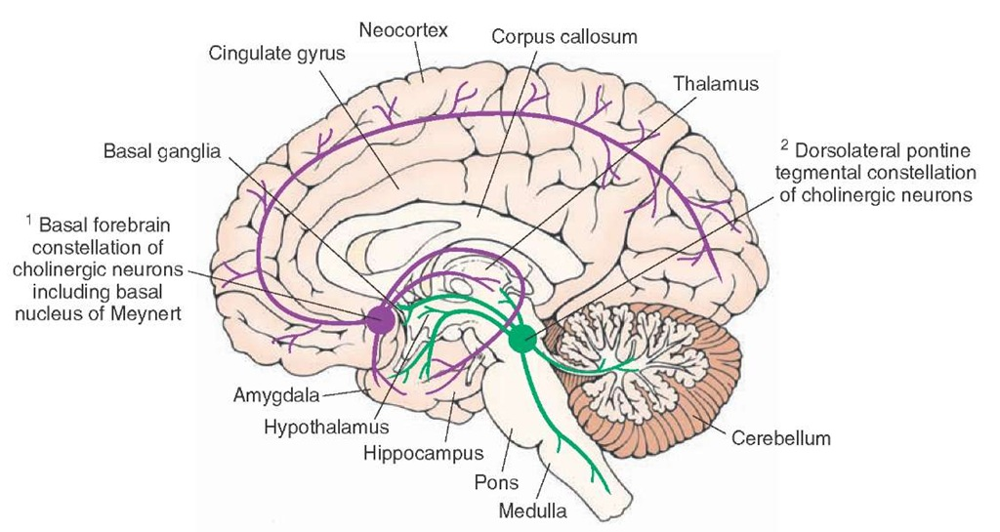 Neocortex
Corpus callosum
Cingulate gyrus
Thalamus
Basal ganglia
2 Dorsolateral pontine
tegmental constellation
of cholinergic neurons
1 Basal forebrain
constellation of
cholinergic neurons
including basal
nucleus of Meynert
Amygdala
Hypothalamus
Hippocampus
Cerebellum
Pons
Medulla